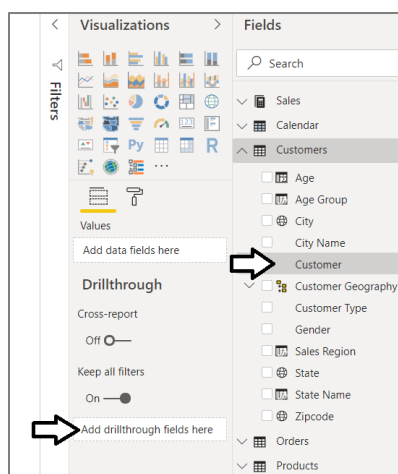 Visualizations
Filters
Py
R
123
Values
Add data fields here
Drillthrough
Cross-report
Off
Keep all filters
On
Add drillthrough fields here
Fields
Search
Sales
Calendar
Customers
Age
Age Group
City
City Name
Customer
Customer Geography
Customer Type
Gender
Sales Region
State
State Name
Zipcode
Orders
Products